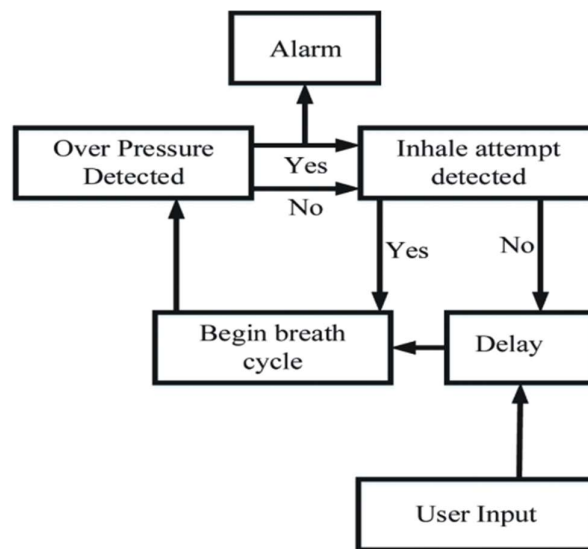 Alarm
Over Pressure
Detected
Yes
No
Inhale attempt
detected
Yes
No
Begin breath
cycle
Delay
User Input